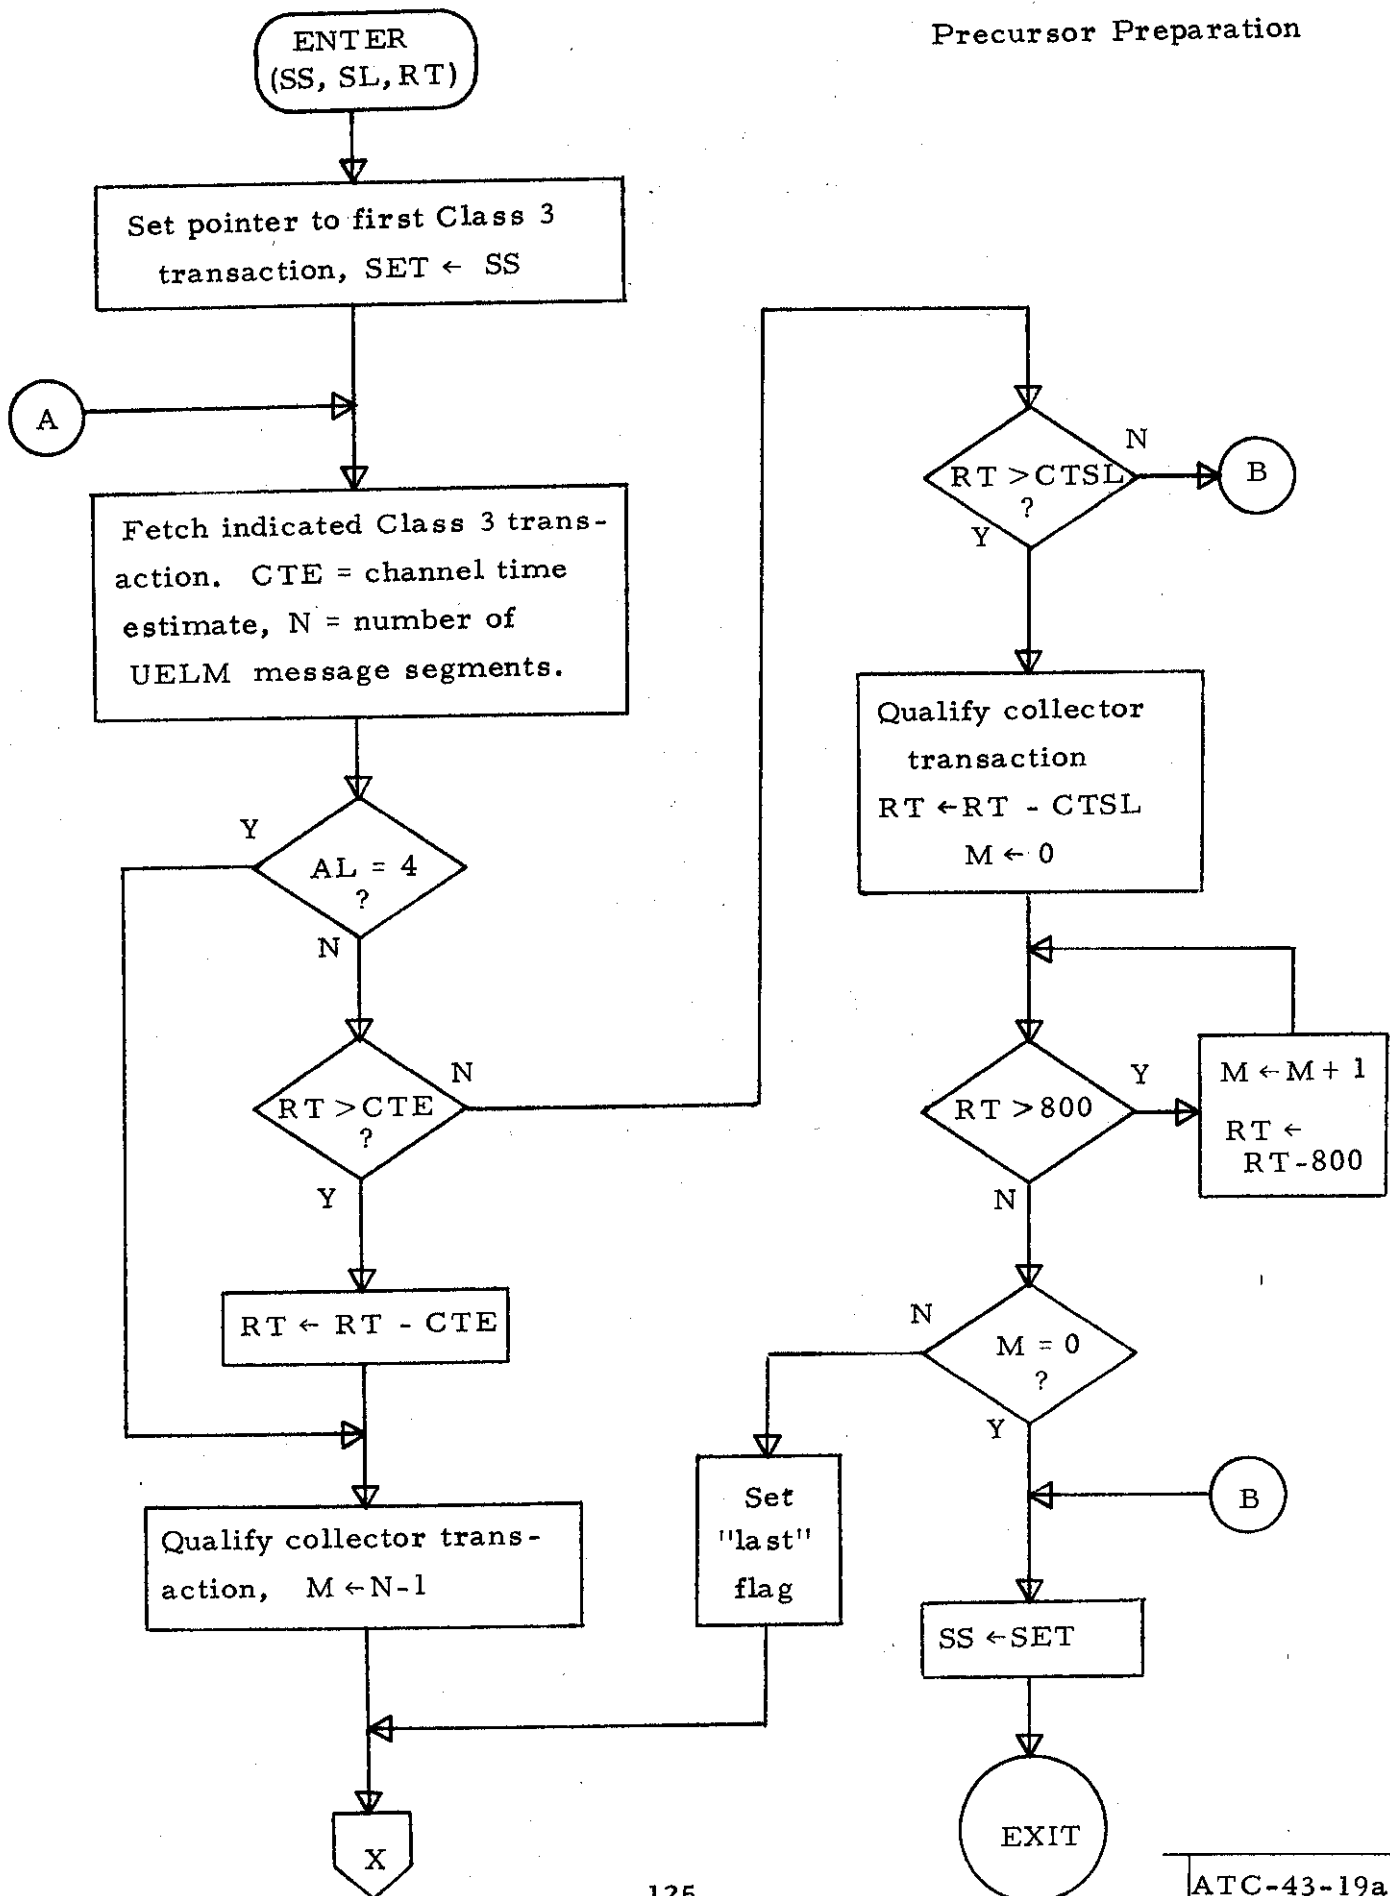 Precursor Preparation
ENTER
(SS, SL, RT)
Set pointer to first Class 3
transaction, SET ← SS
A
Fetch indicated Class 3 trans-
action. CTE = channel time
estimate, N = number of
UELM message segments.
Y
AL = 4
?
N
RT > CTE
?
N
Y
RT ← RT - CTE
Qualify collector trans-
action, M ← N-1
X
RT > CTSL
?
N
B
Y
Qualify collector
transaction
RT ← RT - CTSL
M ← 0
RT > 800
Y
M ← M + 1
RT ←
RT-800
N
M = 0
?
N
Set
"last"
flag
Y
B
SS ← SET
EXIT
125
ATC-43-19a